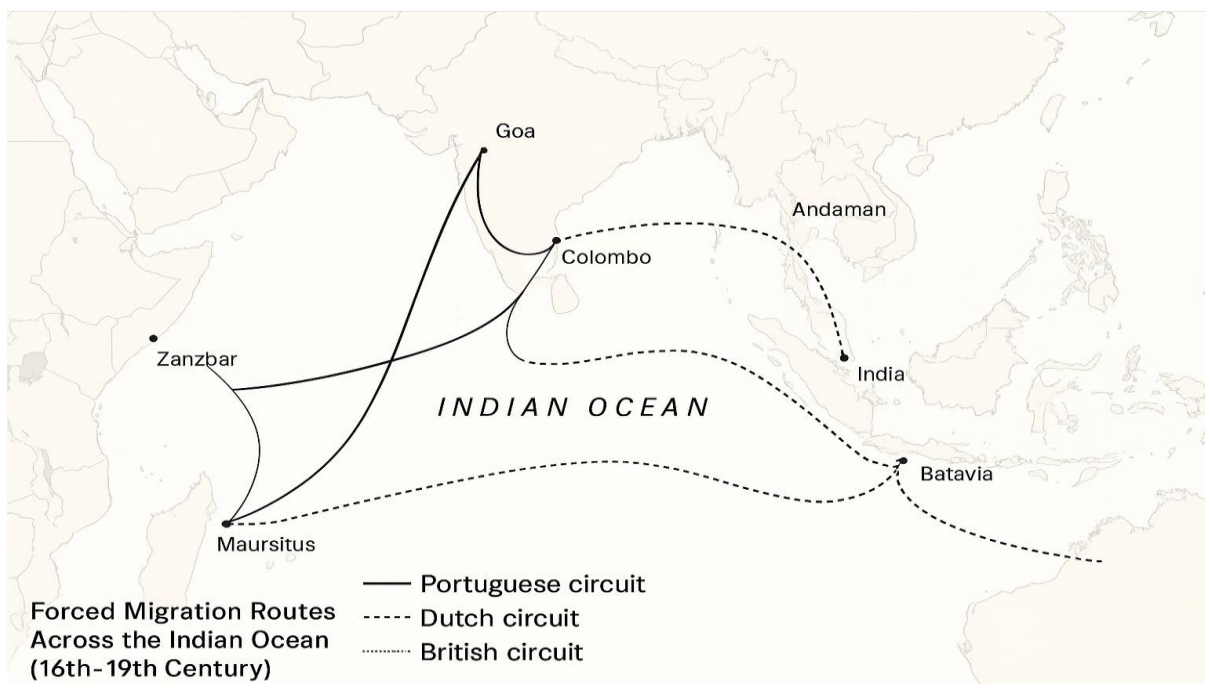 Goa
Andaman
Colombo
Zanzbar
India
INDIAN OCEAN
Batavia
Maursitus
Portuguese circuit
Dutch circuit
British circuit
Forced Migration Routes
Across the Indian Ocean
(16th-19th Century)